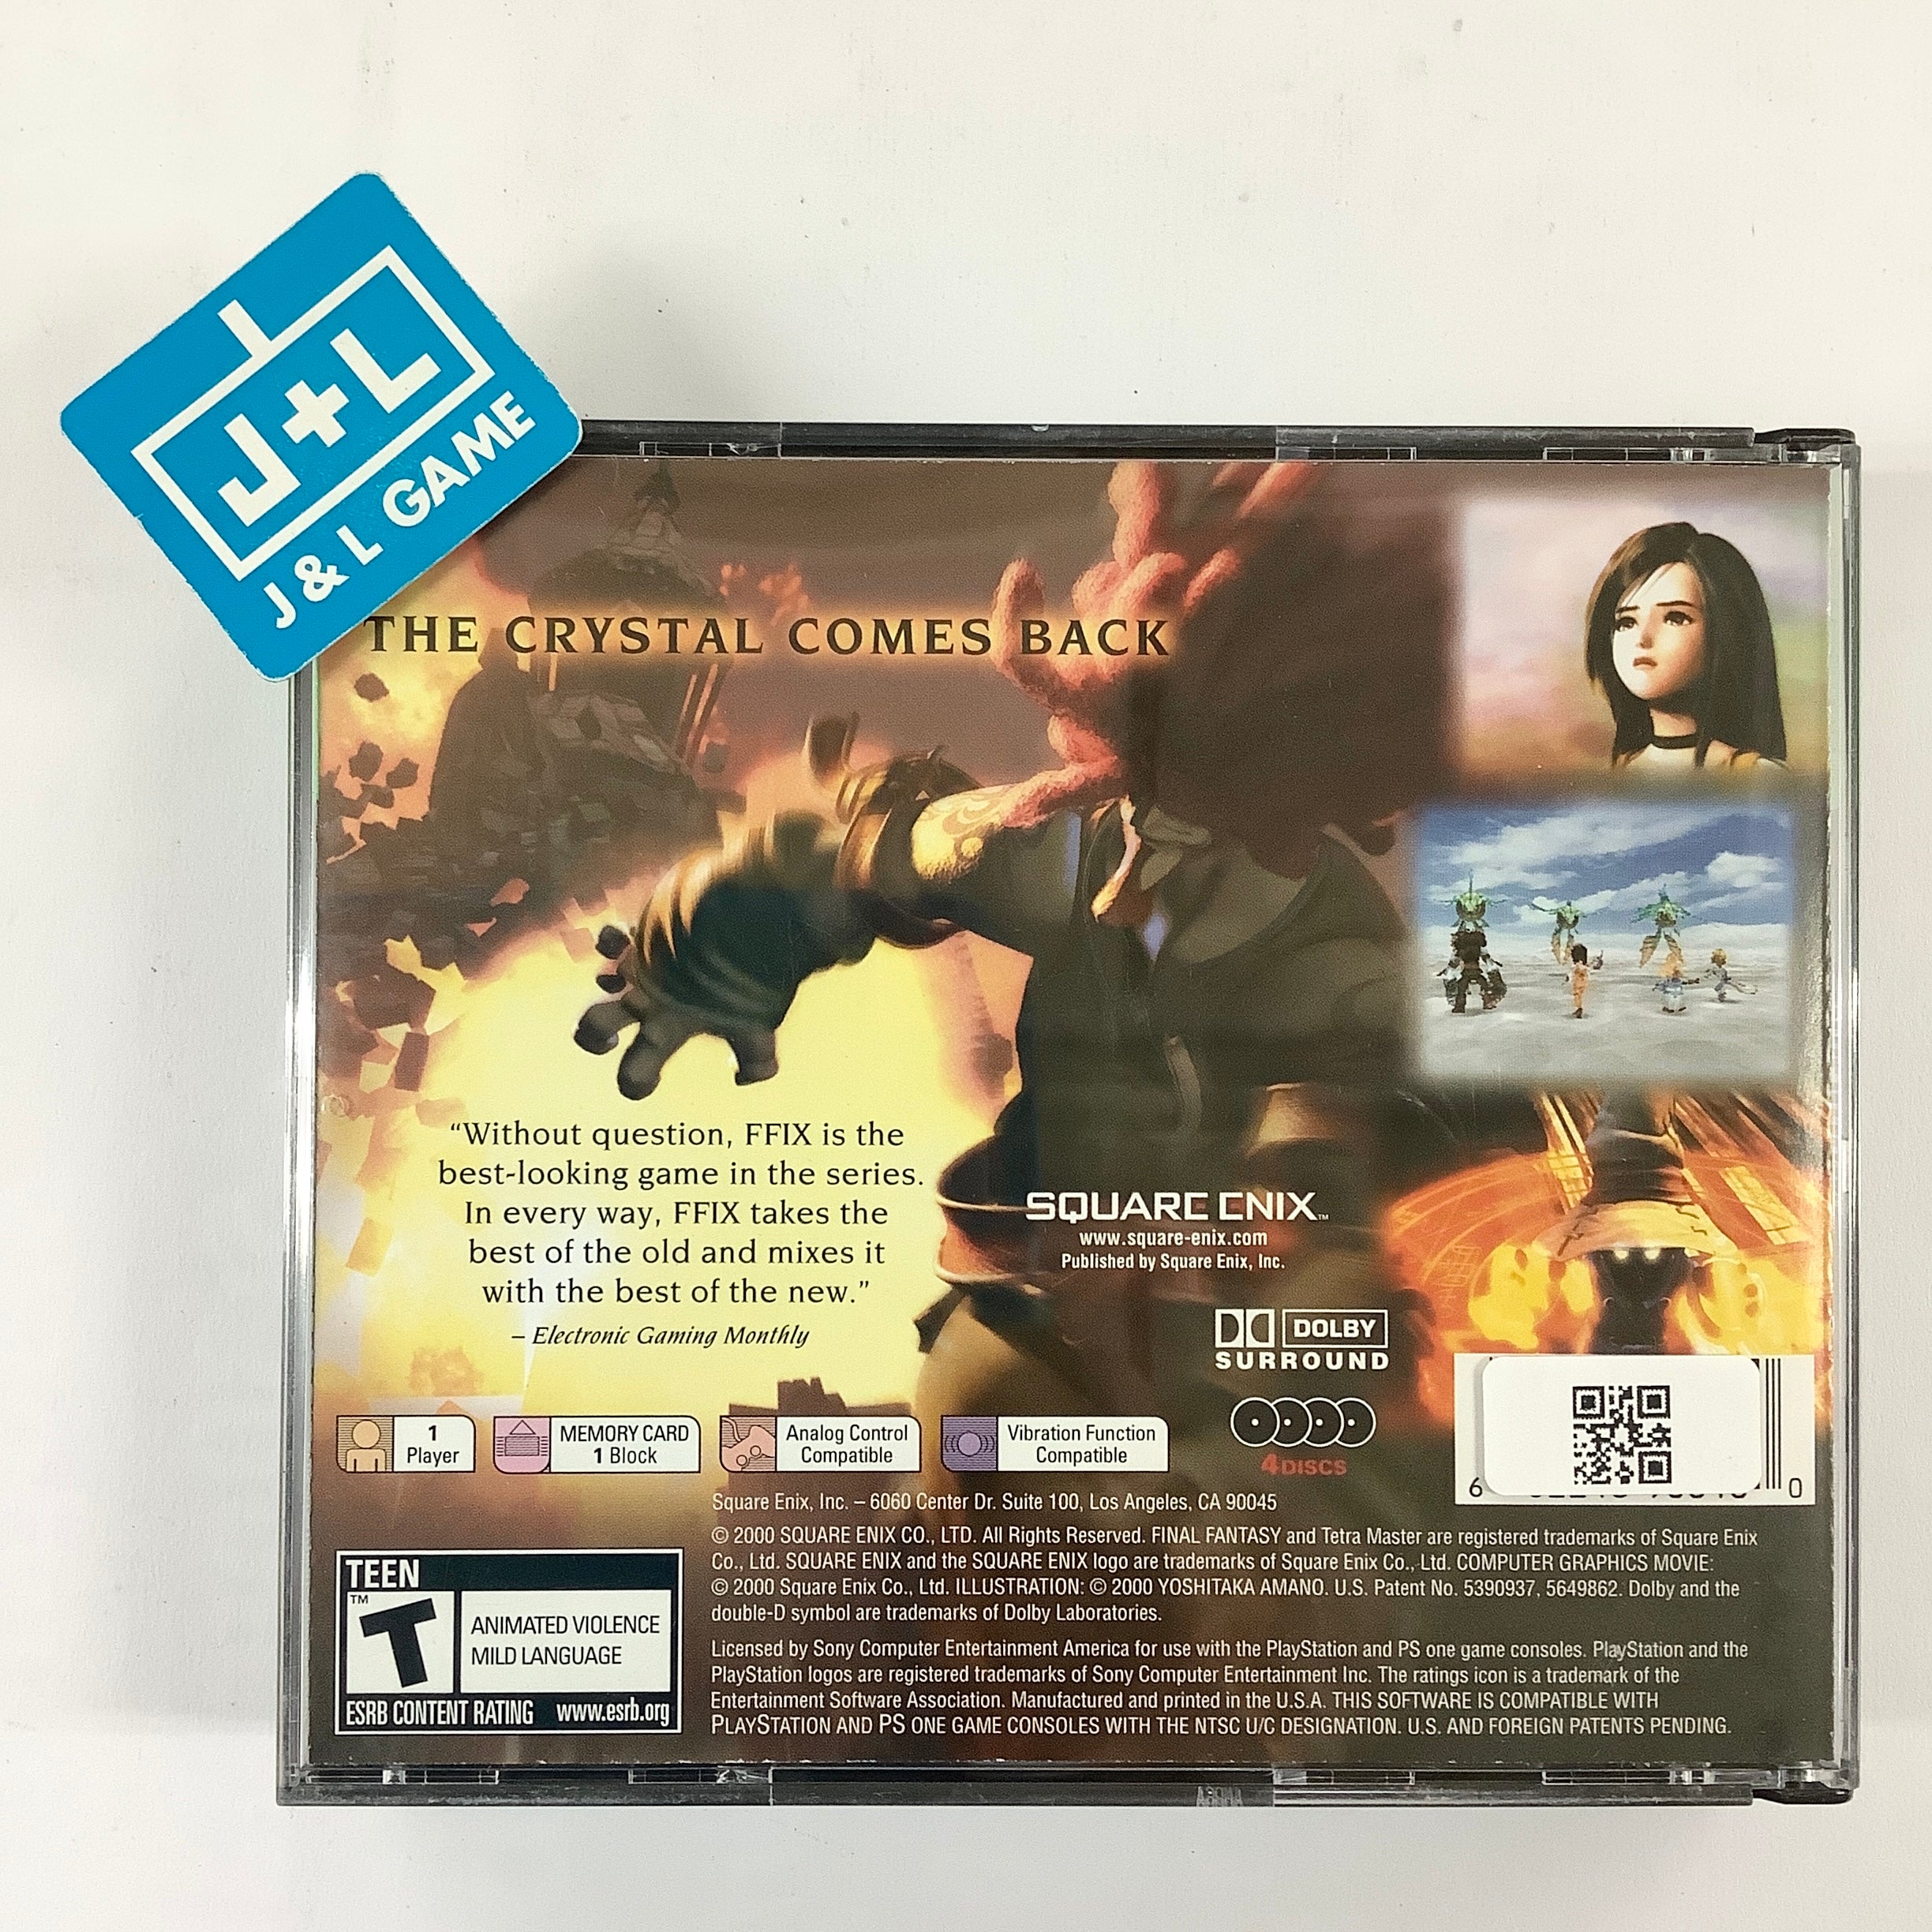 J+L
J & L GAME
THE CRYSTAL COMES BACK
“Without question, FFIX is the
best-looking game in the series.
In every way, FFIX takes the
best of the old and mixes it
with the best of the new.”
– Electronic Gaming Monthly
SQUARE ENIX™
www.square-enix.com
Published by Square Enix, Inc.
DOLBY
SURROUND
1
Player
MEMORY CARD
1 Block
Analog Control
Compatible
Vibration Function
Compatible
4 DISCS
6 0
Square Enix, Inc. – 6060 Center Dr. Suite 100, Los Angeles, CA 90045
© 2000 SQUARE ENIX CO., LTD. All Rights Reserved. FINAL FANTASY and Tetra Master are registered trademarks of Square Enix
Co., Ltd. SQUARE ENIX and the SQUARE ENIX logo are trademarks of Square Enix Co., Ltd. COMPUTER GRAPHICS MOVIE:
© 2000 Square Enix Co., Ltd. ILLUSTRATION: © 2000 YOSHITAKA AMANO. U.S. Patent No. 5390937, 5649862. Dolby and the
double-D symbol are trademarks of Dolby Laboratories.
Licensed by Sony Computer Entertainment America for use with the PlayStation and PS one game consoles. PlayStation and the
PlayStation logos are registered trademarks of Sony Computer Entertainment Inc. The ratings icon is a trademark of the
Entertainment Software Association. Manufactured and printed in the U.S.A. THIS SOFTWARE IS COMPATIBLE WITH
PLAYSTATION AND PS ONE GAME CONSOLES WITH THE NTSC U/C DESIGNATION. U.S. AND FOREIGN PATENTS PENDING.
TEEN
™
T
ANIMATED VIOLENCE
MILD LANGUAGE
ESRB CONTENT RATING www.esrb.org